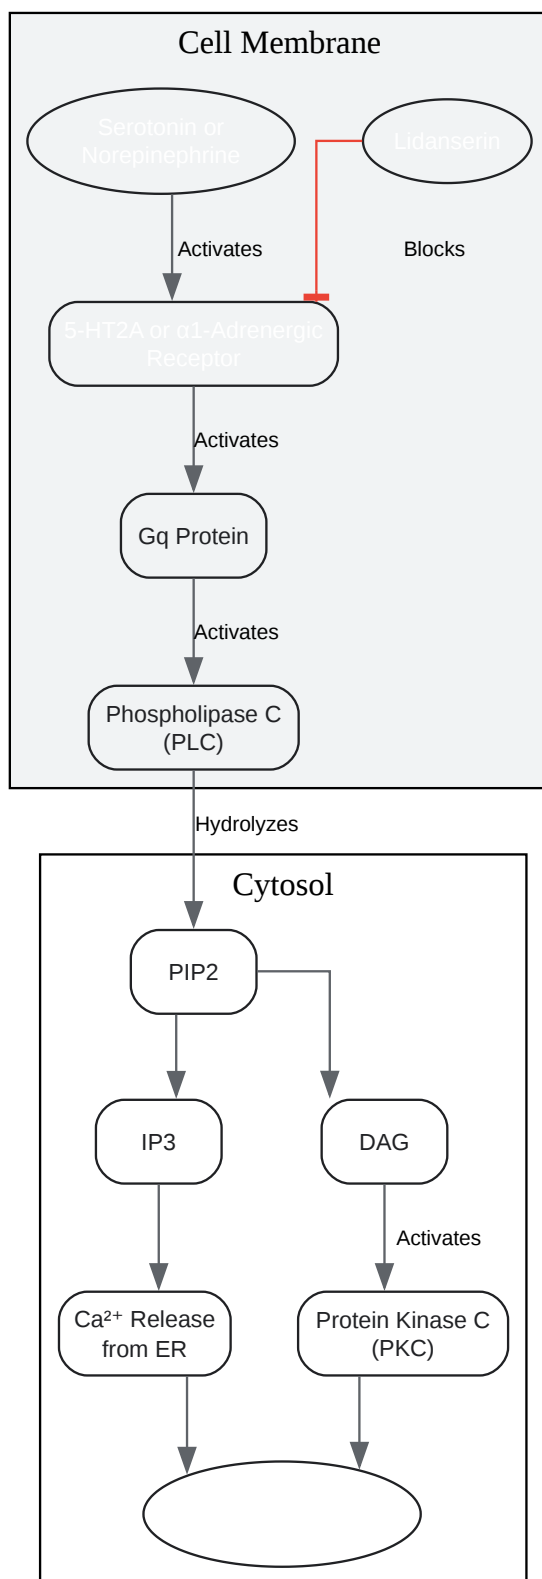 Cell Membrane
Serotonin or
Norepinephrine
Lidanserin
Activates
Blocks
5-HT2A or α1-Adrenergic
Receptor
Activates
Gq Protein
Activates
Phospholipase C
(PLC)
Hydrolyzes
Cytosol
PIP2
IP3
DAG
Activates
Ca²⁺ Release
from ER
Protein Kinase C
(PKC)